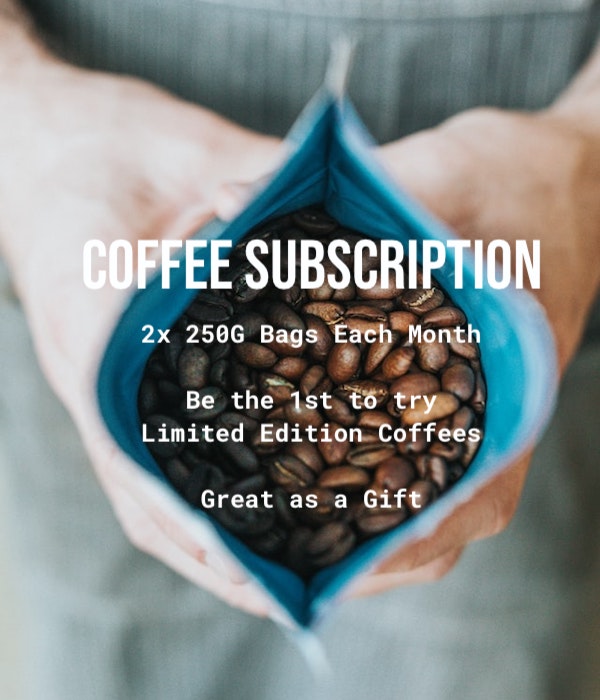 COFFEE SUBSCRIPTION
2x 250G Bags Each Month
Be the 1st to try
Limited Edition Coffees
Great as a Gift